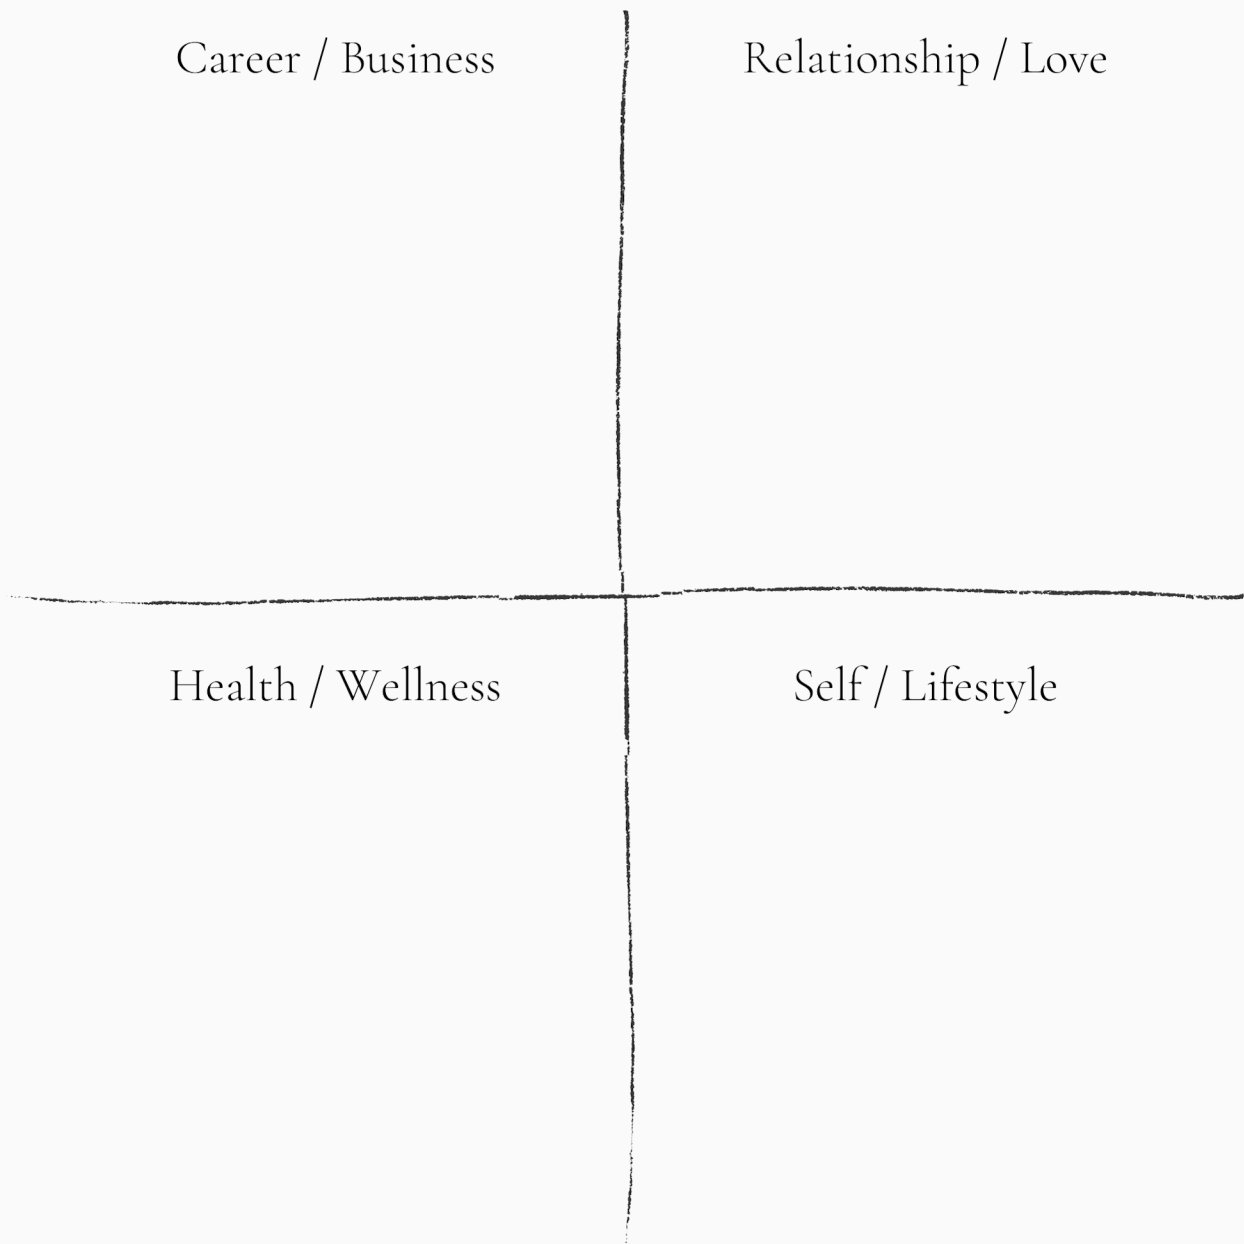 Career / Business
Relationship / Love
Health / Wellness
Self / Lifestyle